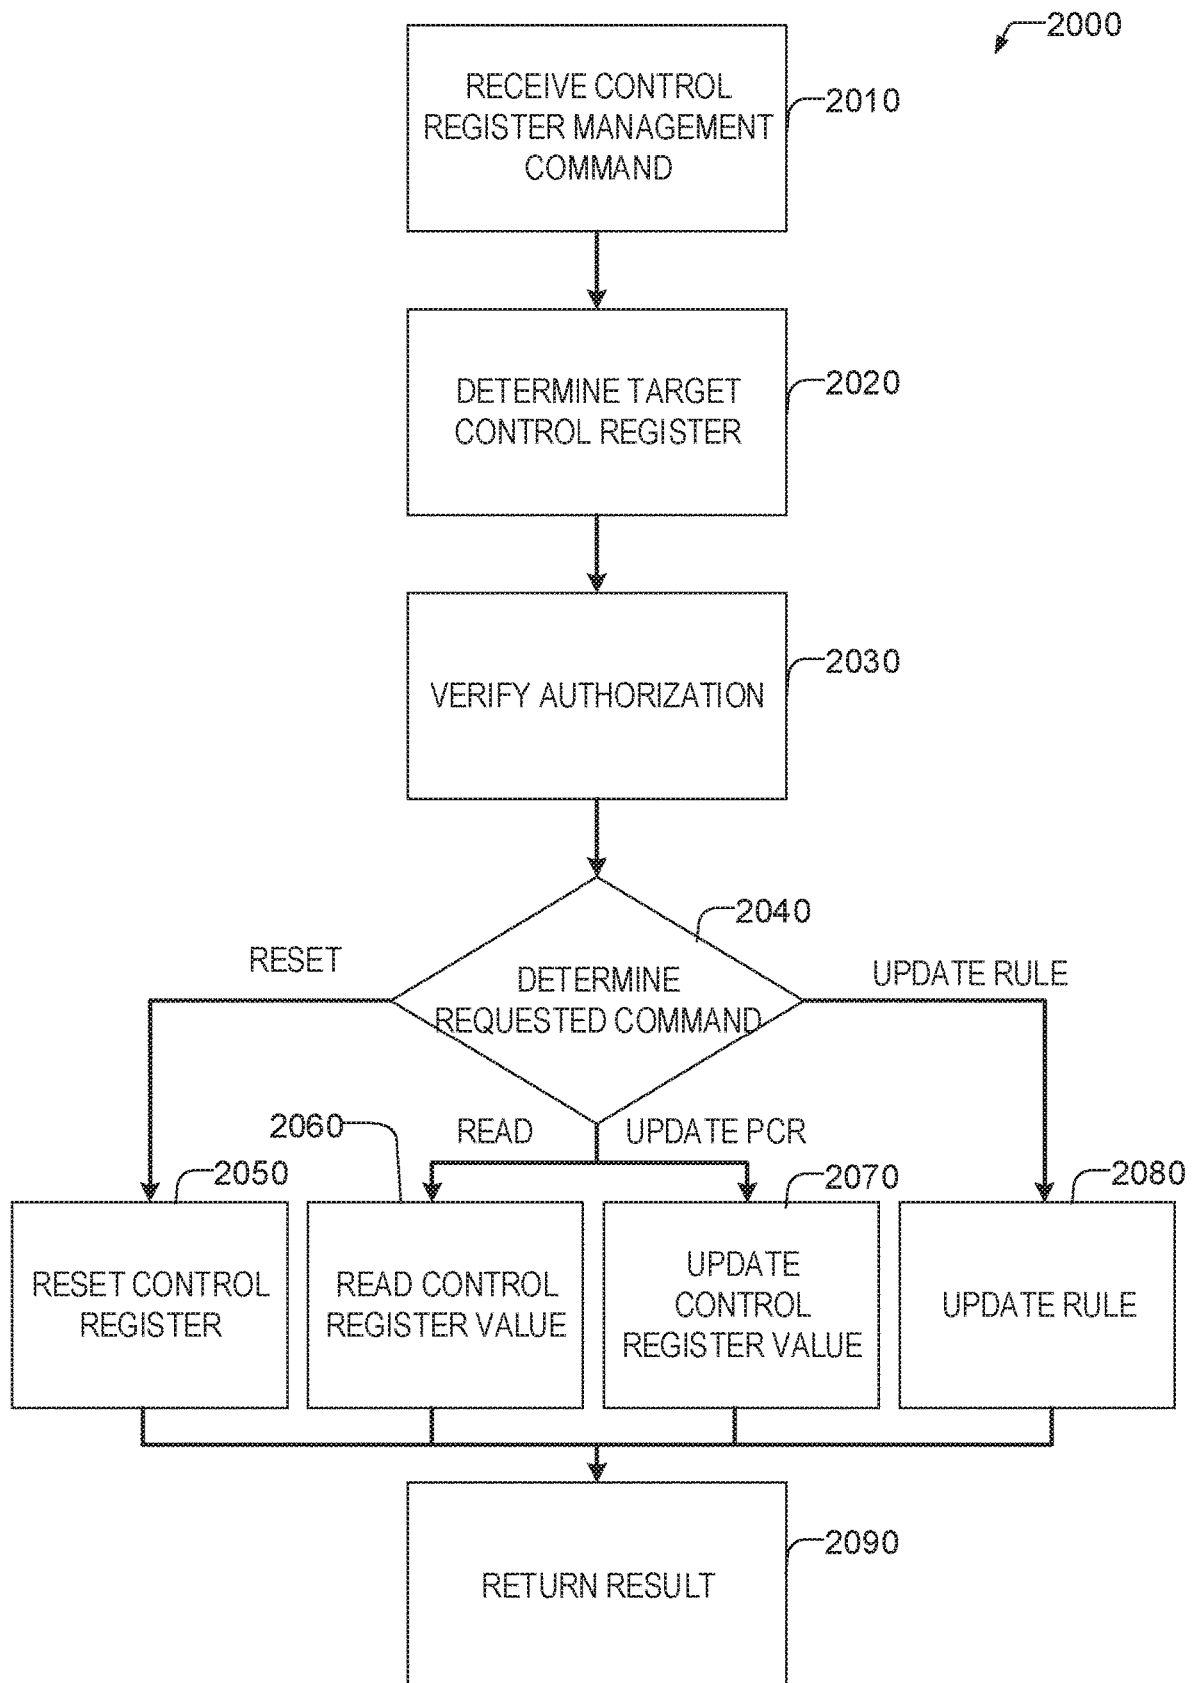 2000
RECEIVE CONTROL
REGISTER MANAGEMENT
COMMAND
2010
DETERMINE TARGET
CONTROL REGISTER
2020
VERIFY AUTHORIZATION
2030
2040
RESET
DETERMINE
REQUESTED COMMAND
UPDATE RULE
READ
UPDATE PCR
2050
2060
2070
2080
RESET CONTROL
REGISTER
READ CONTROL
REGISTER VALUE
UPDATE
CONTROL
REGISTER VALUE
UPDATE RULE
RETURN RESULT
2090